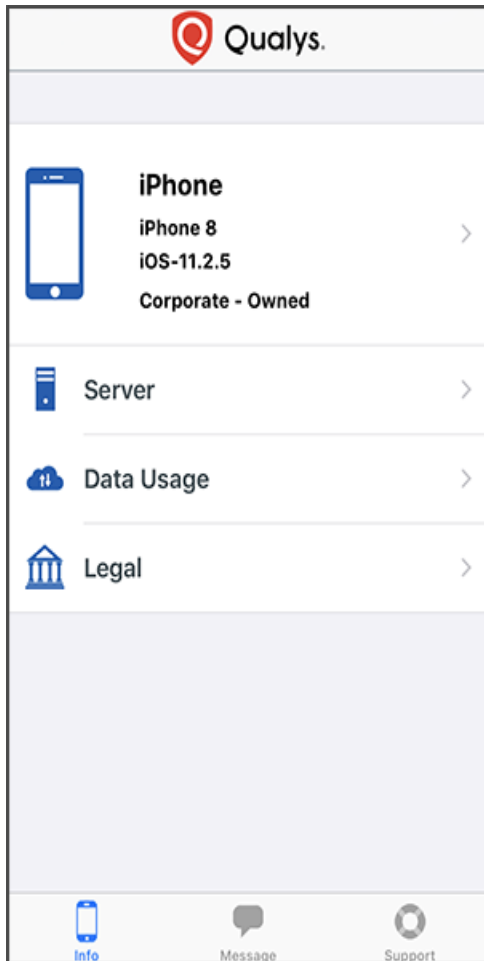 Qualys.
iPhone
iPhone 8
iOS-11.2.5
Corporate - Owned
Server
Data Usage
Legal
Info
Message
Support